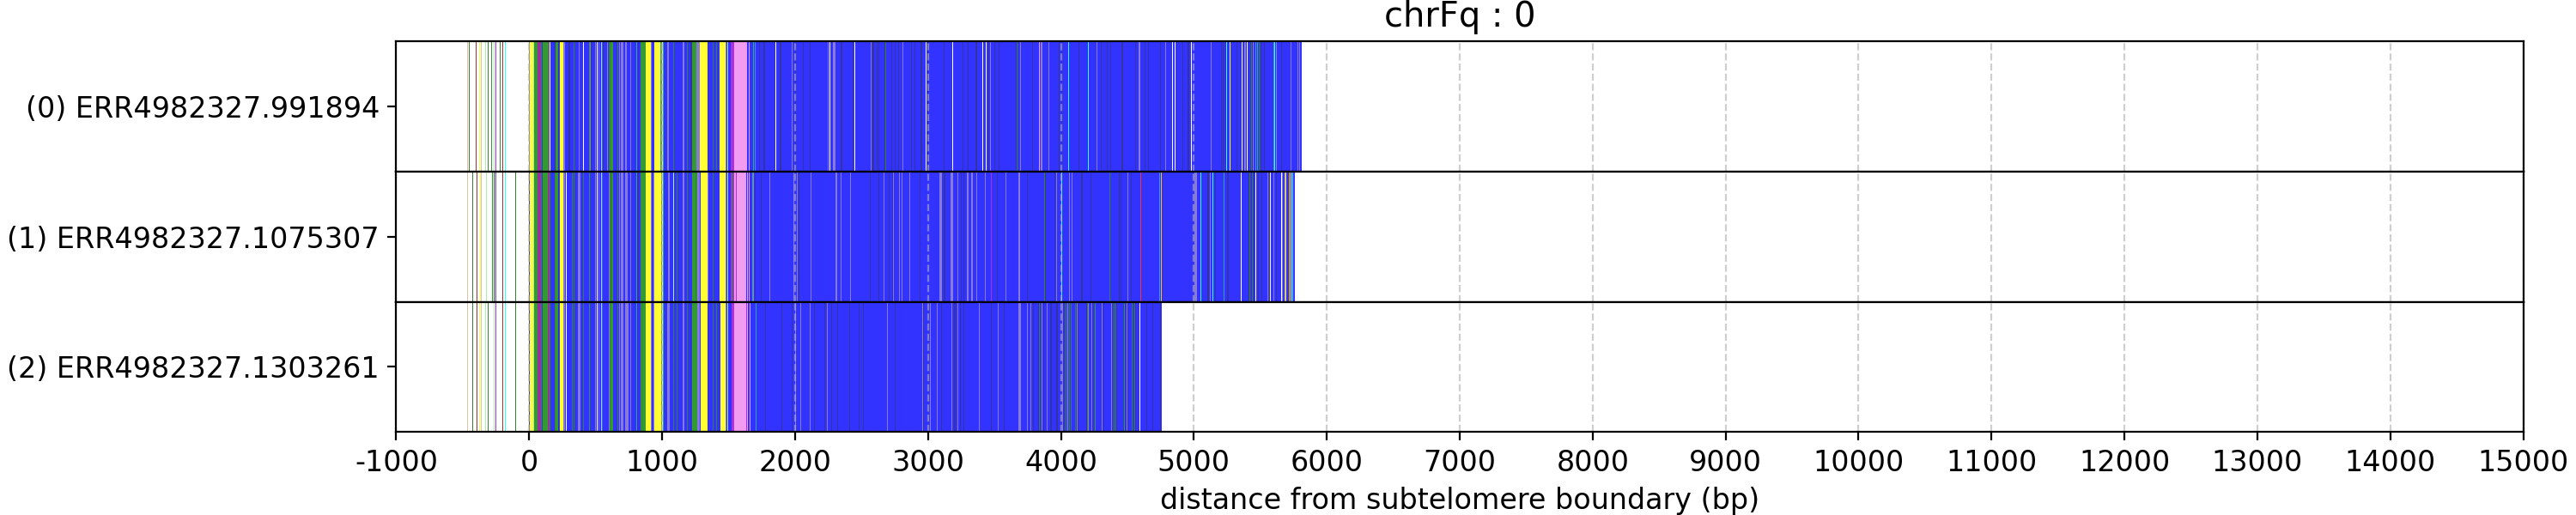 chrFq : 0
(0) ERR4982327.991894
(1) ERR4982327.1075307
(2) ERR4982327.1303261
-1000 0 1000 2000 3000 4000 5000 6000 7000 8000 9000 10000 11000 12000 13000 14000 15000
distance from subtelomere boundary (bp)